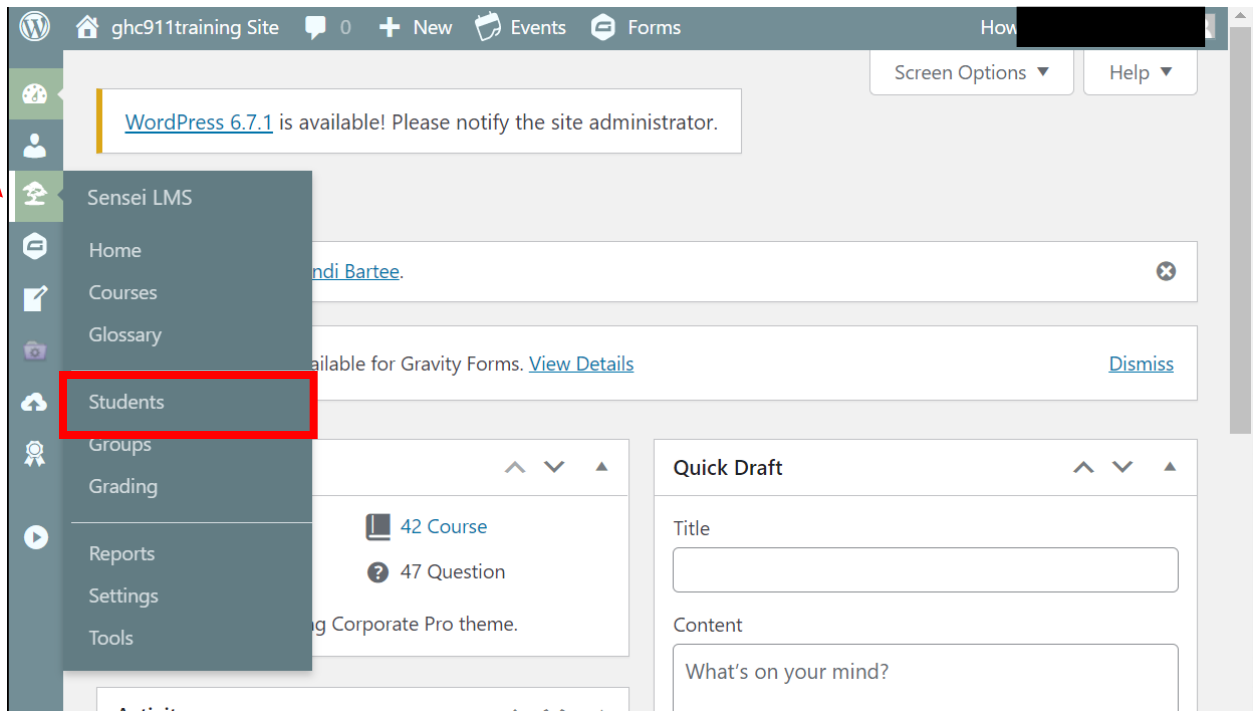 ghc911training Site 0 New Events Forms How
Screen Options Help
WordPress 6.7.1 is available! Please notify the site administrator.
Sensei LMS
Home
Courses
Glossary
Students
Groups
Grading
Reports
Settings
Tools
ndi Bartee.
ailable for Gravity Forms. View Details Dismiss
42 Course
47 Question
g Corporate Pro theme.
Quick Draft
Title
Content
What's on your mind?